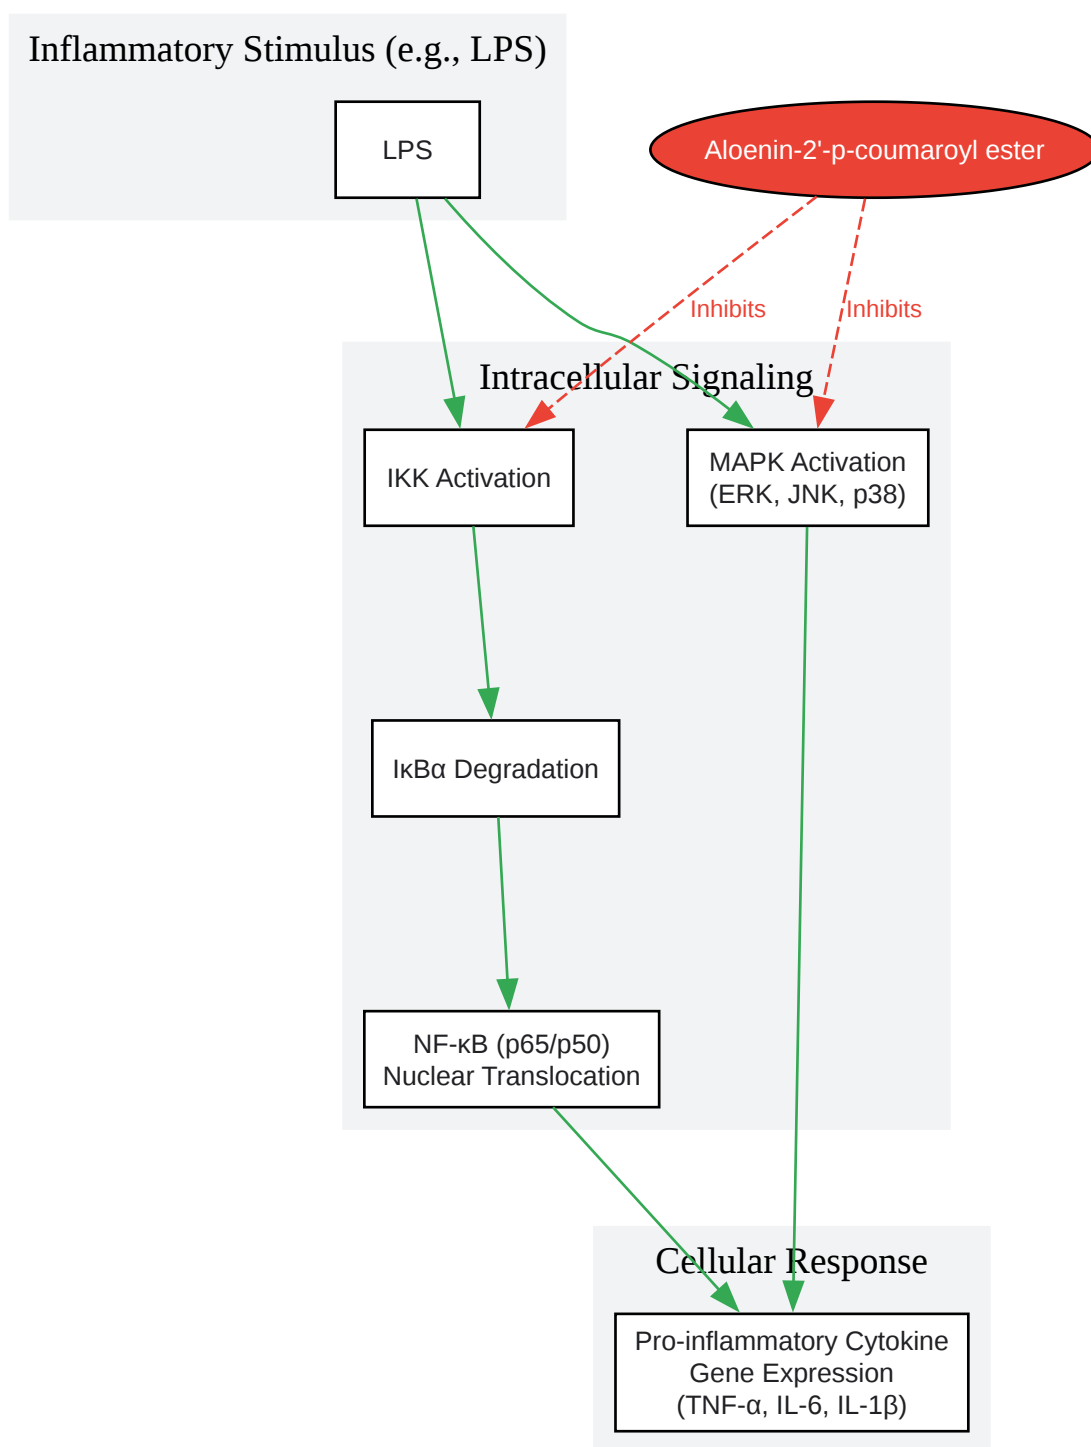 Inflammatory Stimulus (e.g., LPS)
LPS
Aloenin-2'-p-coumaroyl ester
Inhibits
Inhibits
Intracellular Signaling
IKK Activation
MAPK Activation
(ERK, JNK, p38)
IκBα Degradation
NF-κB (p65/p50)
Nuclear Translocation
Cellular Response
Pro-inflammatory Cytokine
Gene Expression
(TNF-α, IL-6, IL-1β)